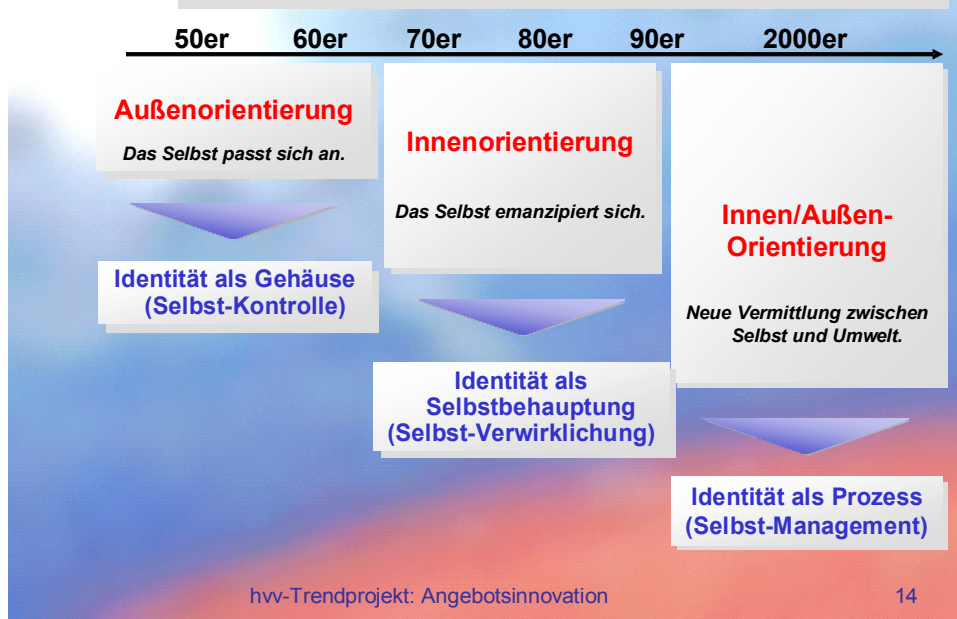 50er 60er 70er 80er 90er 2000er
Außenorientierung
Das Selbst passt sich an.
Identität als Gehäuse
(Selbst-Kontrolle)
Innenorientierung
Das Selbst emanzipiert sich.
Identität als
Selbstbehauptung
(Selbst-Verwirklichung)
Innen/Außen-
Orientierung
Neue Vermittlung zwischen
Selbst und Umwelt.
Identität als Prozess
(Selbst-Management)
hvv-Trendprojekt: Angebotsinnovation 14